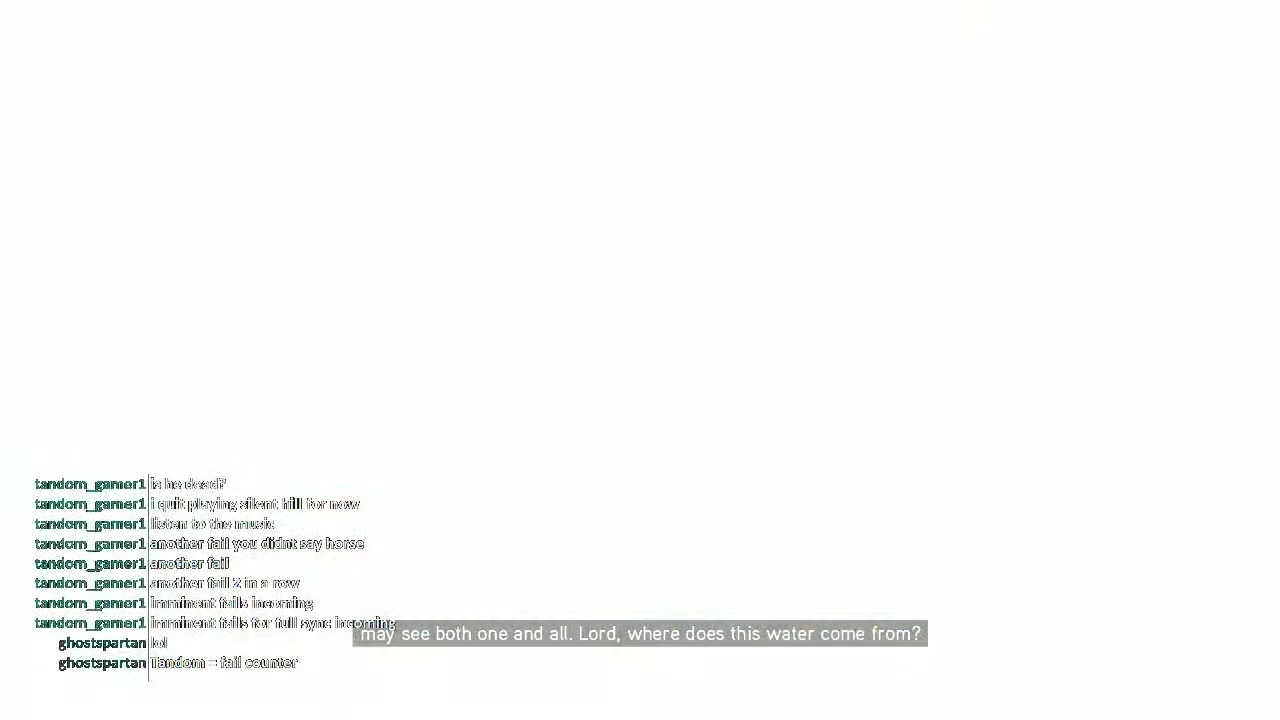 tandom_gamer1 is he dead?
tandom_gamer1 i quit playing silent hill for now
tandom_gamer1 listen to the music
tandom_gamer1 another fail you didnt say horse
tandom_gamer1 another fail
tandom_gamer1 another fail 2 in a row
tandom_gamer1 imminent fails incoming
tandom_gamer1 imminent fails for full sync incoming
may see both one and all. Lord, where does this water come from?
ghostspartan lol
ghostspartan Tandom = fail counter